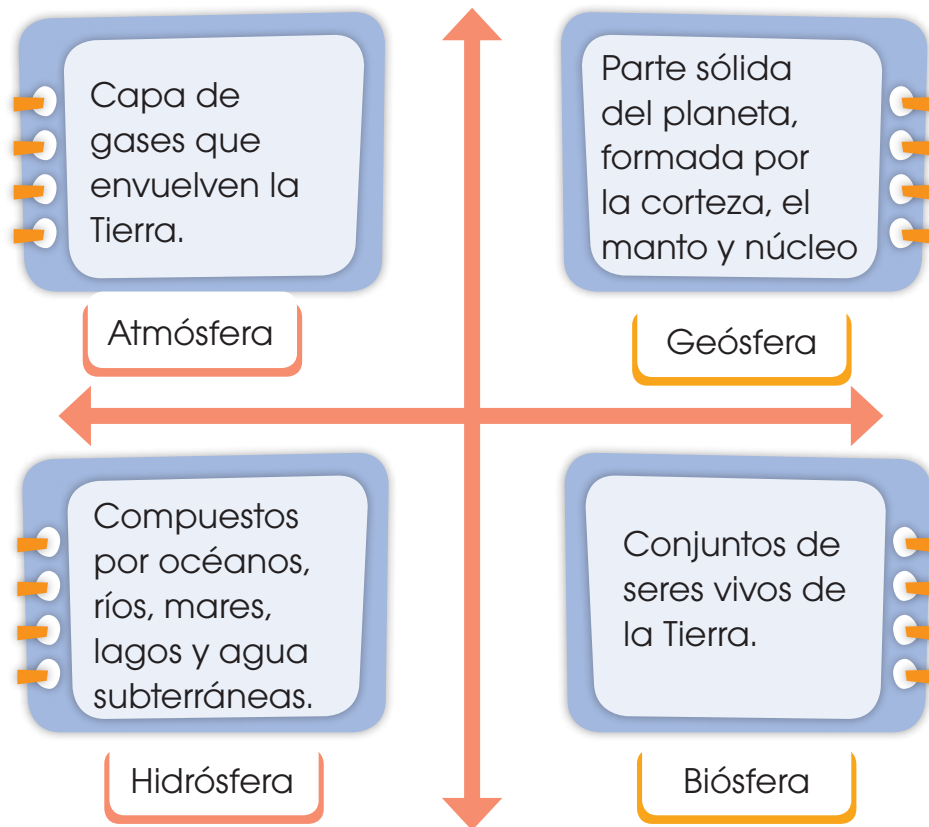 Capa de
gases que
envuelven la
Tierra.
Atmósfera
Parte sólida
del planeta,
formada por
la corteza, el
manto y núcleo
Geósfera
Compuestos
por océanos,
ríos, mares,
lagos y agua
subterráneas.
Hidrósfera
Conjuntos de
seres vivos de
la Tierra.
Biósfera